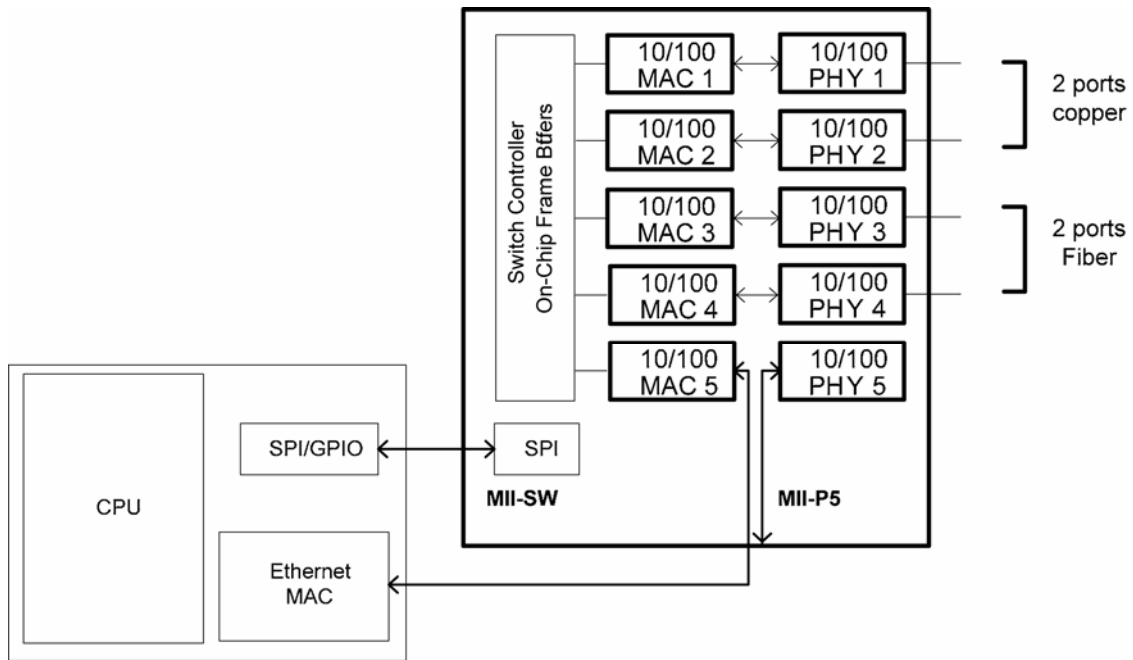 Switch Controller
On-Chip Frame Buffers
10/100
MAC 1
10/100
PHY 1
10/100
MAC 2
10/100
PHY 2
2 ports
copper
10/100
MAC 3
10/100
PHY 3
10/100
MAC 4
10/100
PHY 4
2 ports
Fiber
10/100
MAC 5
10/100
PHY 5
SPI/GPIO
SPI
MII-SW
MII-P5
CPU
Ethernet
MAC